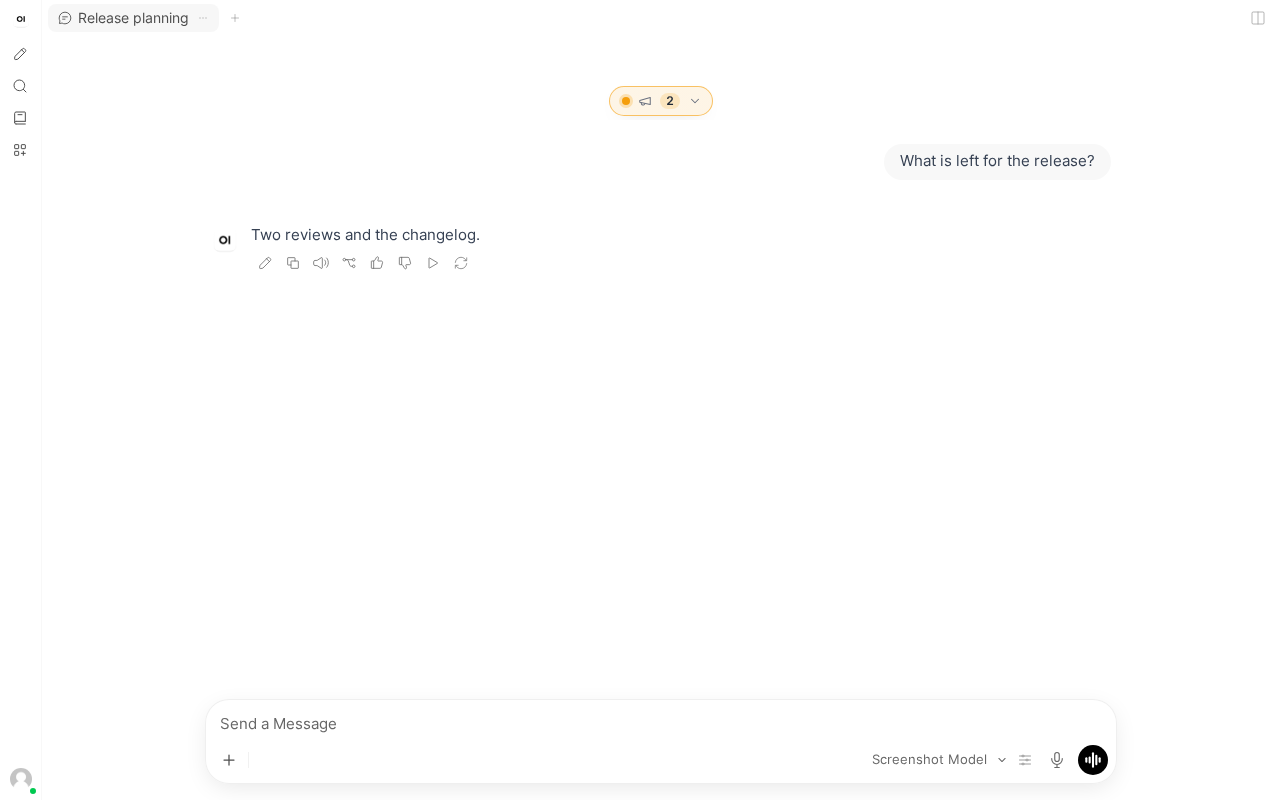 OI
Release planning
2
What is left for the release?
OI
Two reviews and the changelog.
Send a Message
Screenshot Model